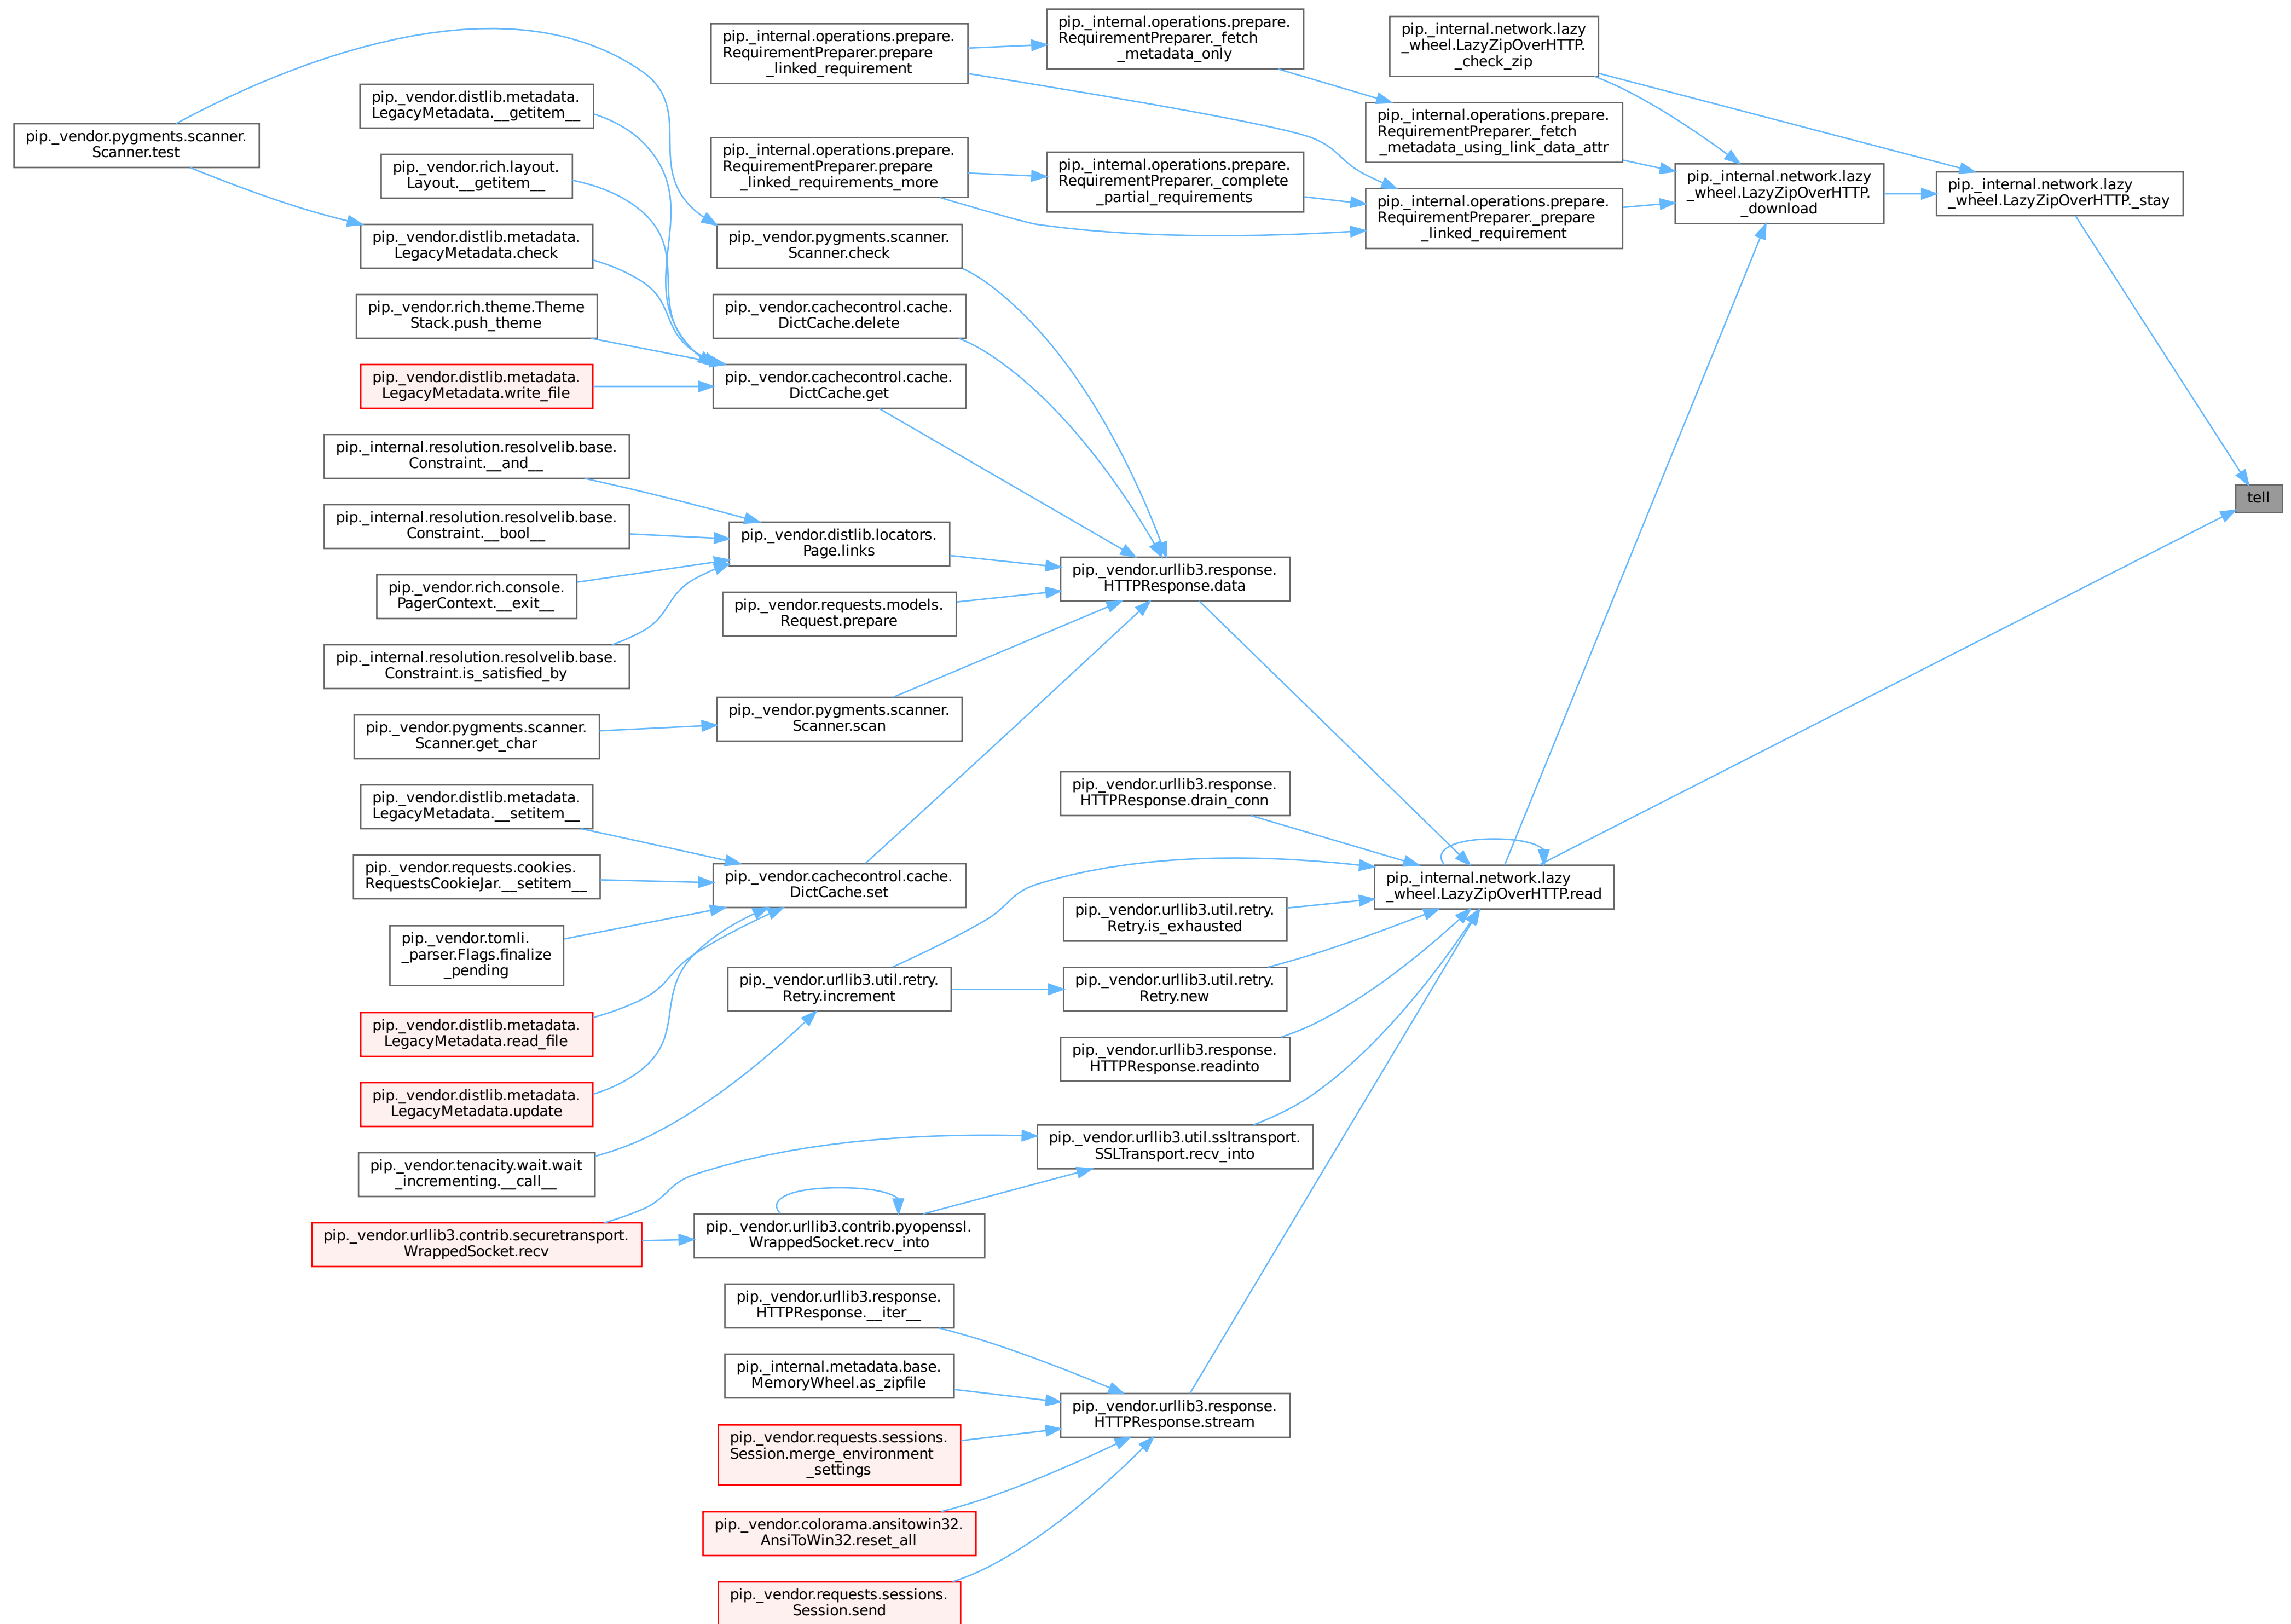 pip._vendor.pygments.scanner.
Scanner.test
pip._vendor.distlib.metadata.
LegacyMetadata.__getitem__
pip._vendor.rich.layout.
Layout.__getitem__
pip._vendor.distlib.metadata.
LegacyMetadata.check
pip._vendor.rich.theme.Theme
Stack.push_theme
pip._vendor.distlib.metadata.
LegacyMetadata.write_file
pip._internal.resolution.resolvelib.base.
Constraint.__and__
pip._internal.resolution.resolvelib.base.
Constraint.__bool__
pip._vendor.rich.console.
PagerContext.__exit__
pip._internal.resolution.resolvelib.base.
Constraint.is_satisfied_by
pip._vendor.pygments.scanner.
Scanner.get_char
pip._vendor.distlib.metadata.
LegacyMetadata.__setitem__
pip._vendor.requests.cookies.
RequestsCookieJar.__setitem__
pip._vendor.tomli.
_parser.Flags.finalize
_pending
pip._vendor.distlib.metadata.
LegacyMetadata.read_file
pip._vendor.distlib.metadata.
LegacyMetadata.update
pip._vendor.tenacity.wait.wait
_incrementing.__call__
pip._vendor.urllib3.contrib.securetransport.
WrappedSocket.recv
pip._internal.operations.prepare.
RequirementPreparer.prepare
_linked_requirement
pip._internal.operations.prepare.
RequirementPreparer.prepare
_linked_requirements_more
pip._vendor.pygments.scanner.
Scanner.check
pip._vendor.cachecontrol.cache.
DictCache.delete
pip._vendor.cachecontrol.cache.
DictCache.get
pip._vendor.distlib.locators.
Page.links
pip._vendor.requests.models.
Request.prepare
pip._vendor.pygments.scanner.
Scanner.scan
pip._vendor.cachecontrol.cache.
DictCache.set
pip._vendor.urllib3.util.retry.
Retry.increment
pip._vendor.urllib3.contrib.pyopenssl.
WrappedSocket.recv_into
pip._vendor.urllib3.response.
HTTPResponse.__iter__
pip._internal.metadata.base.
MemoryWheel.as_zipfile
pip._vendor.requests.sessions.
Session.merge_environment
_settings
pip._vendor.colorama.ansitowin32.
AnsiToWin32.reset_all
pip._vendor.requests.sessions.
Session.send
pip._internal.operations.prepare.
RequirementPreparer._fetch
_metadata_only
pip._internal.operations.prepare.
RequirementPreparer._complete
_partial_requirements
pip._vendor.urllib3.response.
HTTPResponse.data
pip._vendor.urllib3.response.
HTTPResponse.drain_conn
pip._vendor.urllib3.util.retry.
Retry.is_exhausted
pip._vendor.urllib3.util.retry.
Retry.new
pip._vendor.urllib3.response.
HTTPResponse.readinto
pip._vendor.urllib3.util.ssltransport.
SSLTransport.recv_into
pip._vendor.urllib3.response.
HTTPResponse.stream
pip._internal.network.lazy
_wheel.LazyZipOverHTTP.
_check_zip
pip._internal.operations.prepare.
RequirementPreparer._fetch
_metadata_using_link_data_attr
pip._internal.operations.prepare.
RequirementPreparer._prepare
_linked_requirement
pip._internal.network.lazy
_wheel.LazyZipOverHTTP.read
pip._internal.network.lazy
_wheel.LazyZipOverHTTP.
_download
pip._internal.network.lazy
_wheel.LazyZipOverHTTP._stay
tell